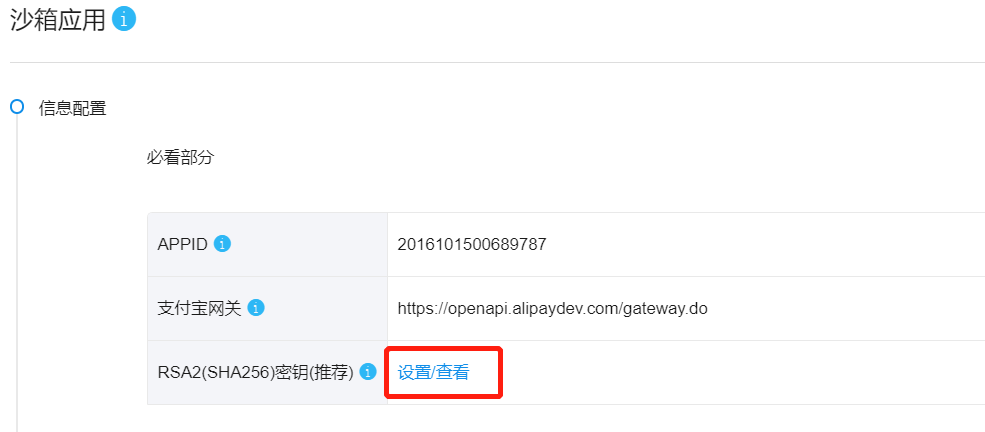 沙箱应用
信息配置
必看部分
APPID 2016101500689787
支付宝网关 https://openapi.alipaydev.com/gateway.do
RSA2(SHA256)密钥(推荐) 设置/查看